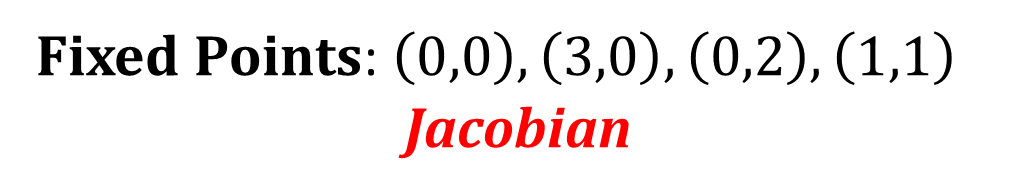 Fixed Points: (0,0), (3,0), (0,2), (1,1)
Jacobian